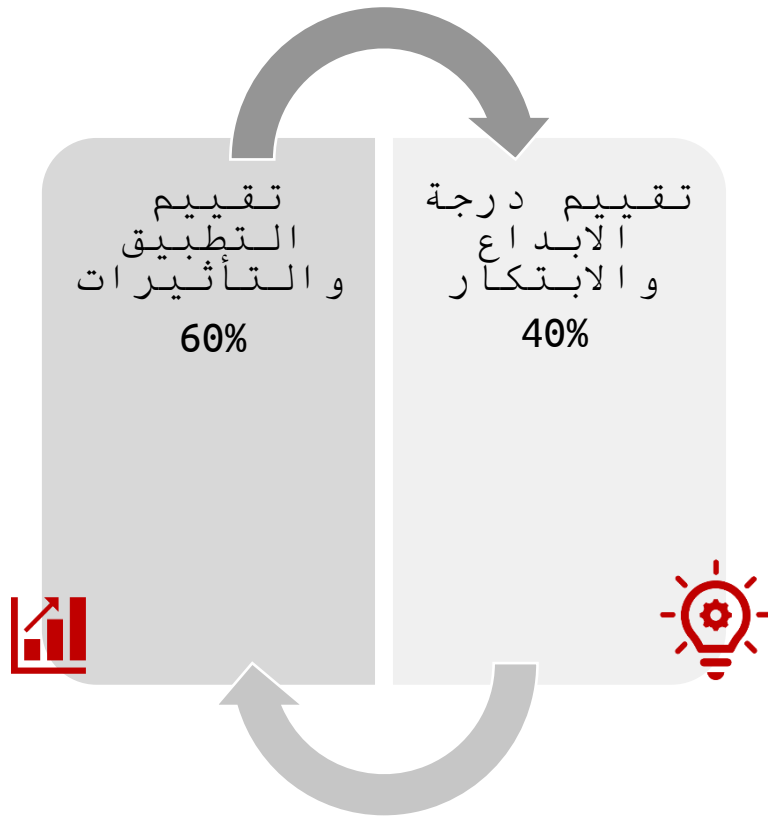 تقييم درجة
الابداع
والابتكار
40%
تقييم
التطبيق
والتأثيرات
60%